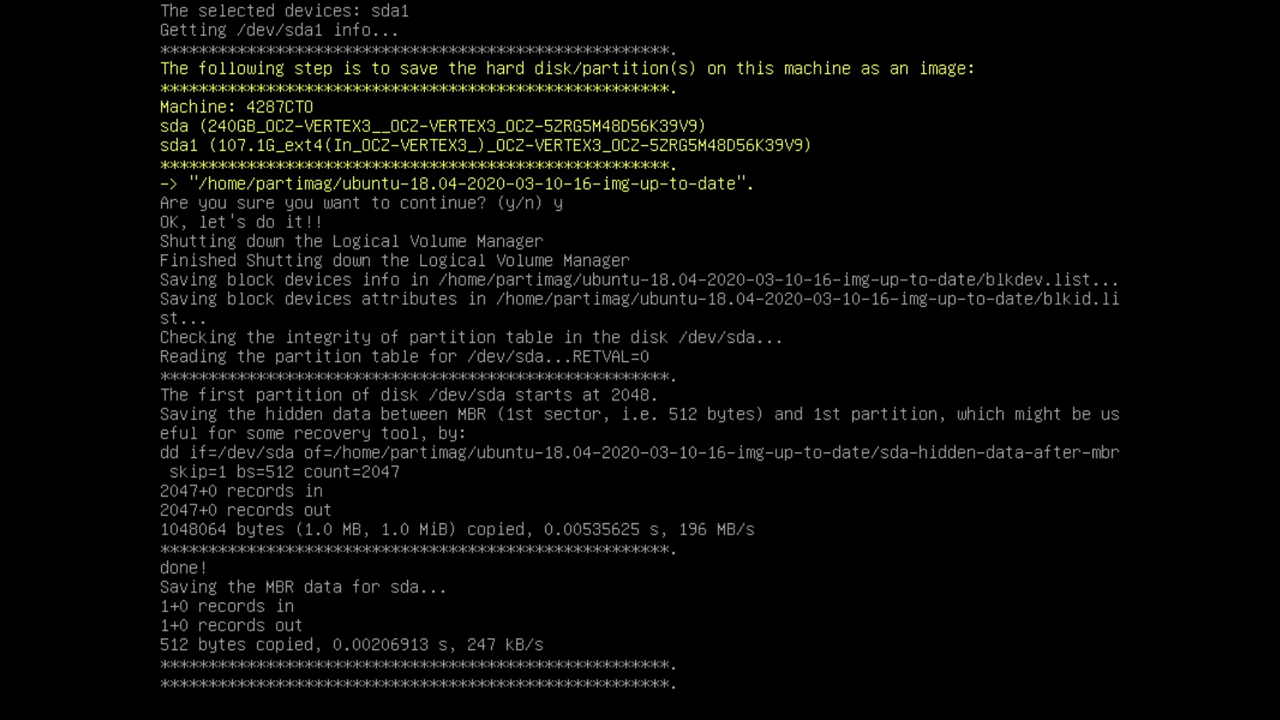 The selected devices: sda1
Getting /dev/sda1 info...
*****************************************************.
The following step is to save the hard disk/partition(s) on this machine as an image:
*****************************************************.
Machine: 4287CTO
sda (240GB_OCZ-VERTEX3__OCZ-VERTEX3_OCZ-5ZRG5M48D56K39V9)
sda1 (107.1G_ext4(In_OCZ-VERTEX3_)_OCZ-VERTEX3_OCZ-5ZRG5M48D56K39V9)
*****************************************************.
-> "/home/partimag/ubuntu-18.04-2020-03-10-16-img-up-to-date".
Are you sure you want to continue? (y/n) y
OK, let's do it!!
Shutting down the Logical Volume Manager
Finished Shutting down the Logical Volume Manager
Saving block devices info in /home/partimag/ubuntu-18.04-2020-03-10-16-img-up-to-date/blkdev.list...
Saving block devices attributes in /home/partimag/ubuntu-18.04-2020-03-10-16-img-up-to-date/blkid.li
st...
Checking the integrity of partition table in the disk /dev/sda...
Reading the partition table for /dev/sda...RETVAL=0
*****************************************************.
The first partition of disk /dev/sda starts at 2048.
Saving the hidden data between MBR (1st sector, i.e. 512 bytes) and 1st partition, which might be us
eful for some recovery tool, by:
dd if=/dev/sda of=/home/partimag/ubuntu-18.04-2020-03-10-16-img-up-to-date/sda-hidden-data-after-mbr
 skip=1 bs=512 count=2047
2047+0 records in
2047+0 records out
1048064 bytes (1.0 MB, 1.0 MiB) copied, 0.00535625 s, 196 MB/s
*****************************************************.
done!
Saving the MBR data for sda...
1+0 records in
1+0 records out
512 bytes copied, 0.00206913 s, 247 kB/s
*****************************************************.
*****************************************************.